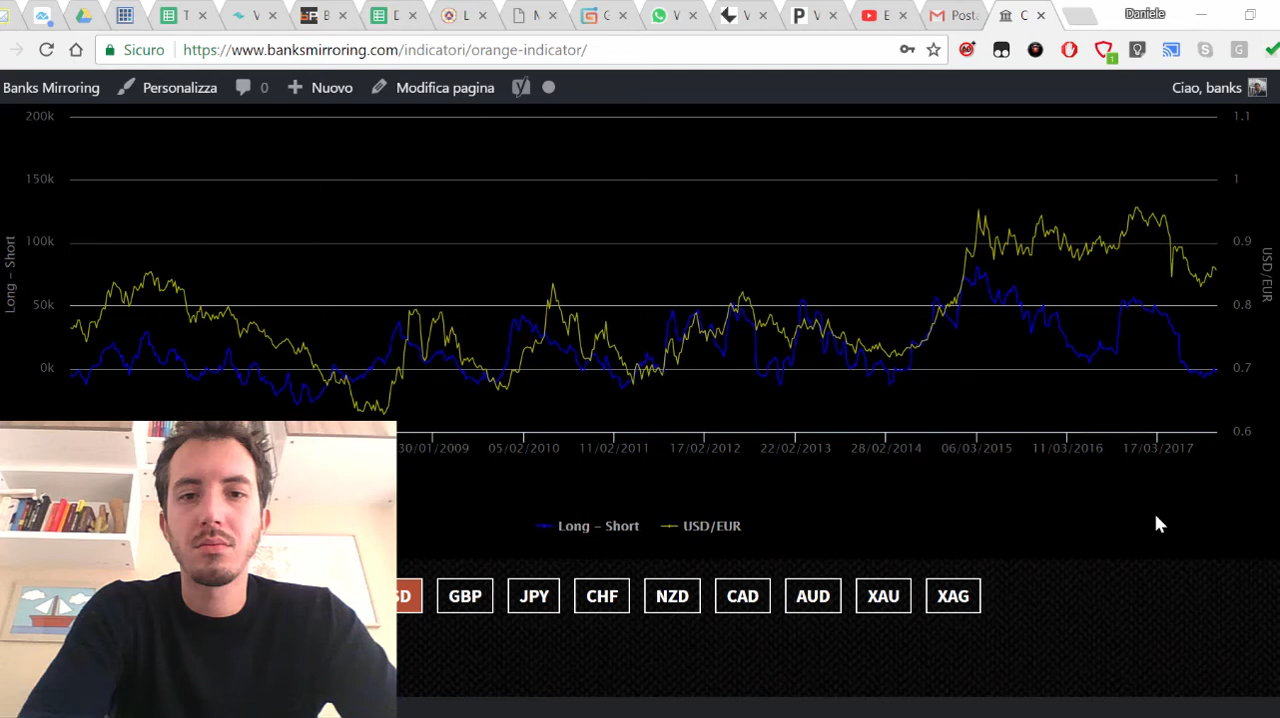 T
V
B
D
L
N
C
V
V
V
E
Post
C
Daniele
Sicuro
https://www.banksmirroring.com/indicatori/orange-indicator/
1
G
Banks Mirroring
Personalizza
0
Nuovo
Modifica pagina
Ciao, banks
200k
1.1
150k
1
100k
0.9
50k
0.8
0k
0.7
0.6
Long – Short
USD/EUR
30/01/2009
05/02/2010
11/02/2011
17/02/2012
22/02/2013
28/02/2014
06/03/2015
11/03/2016
17/03/2017
Long – Short
USD/EUR
SD
GBP
JPY
CHF
NZD
CAD
AUD
XAU
XAG